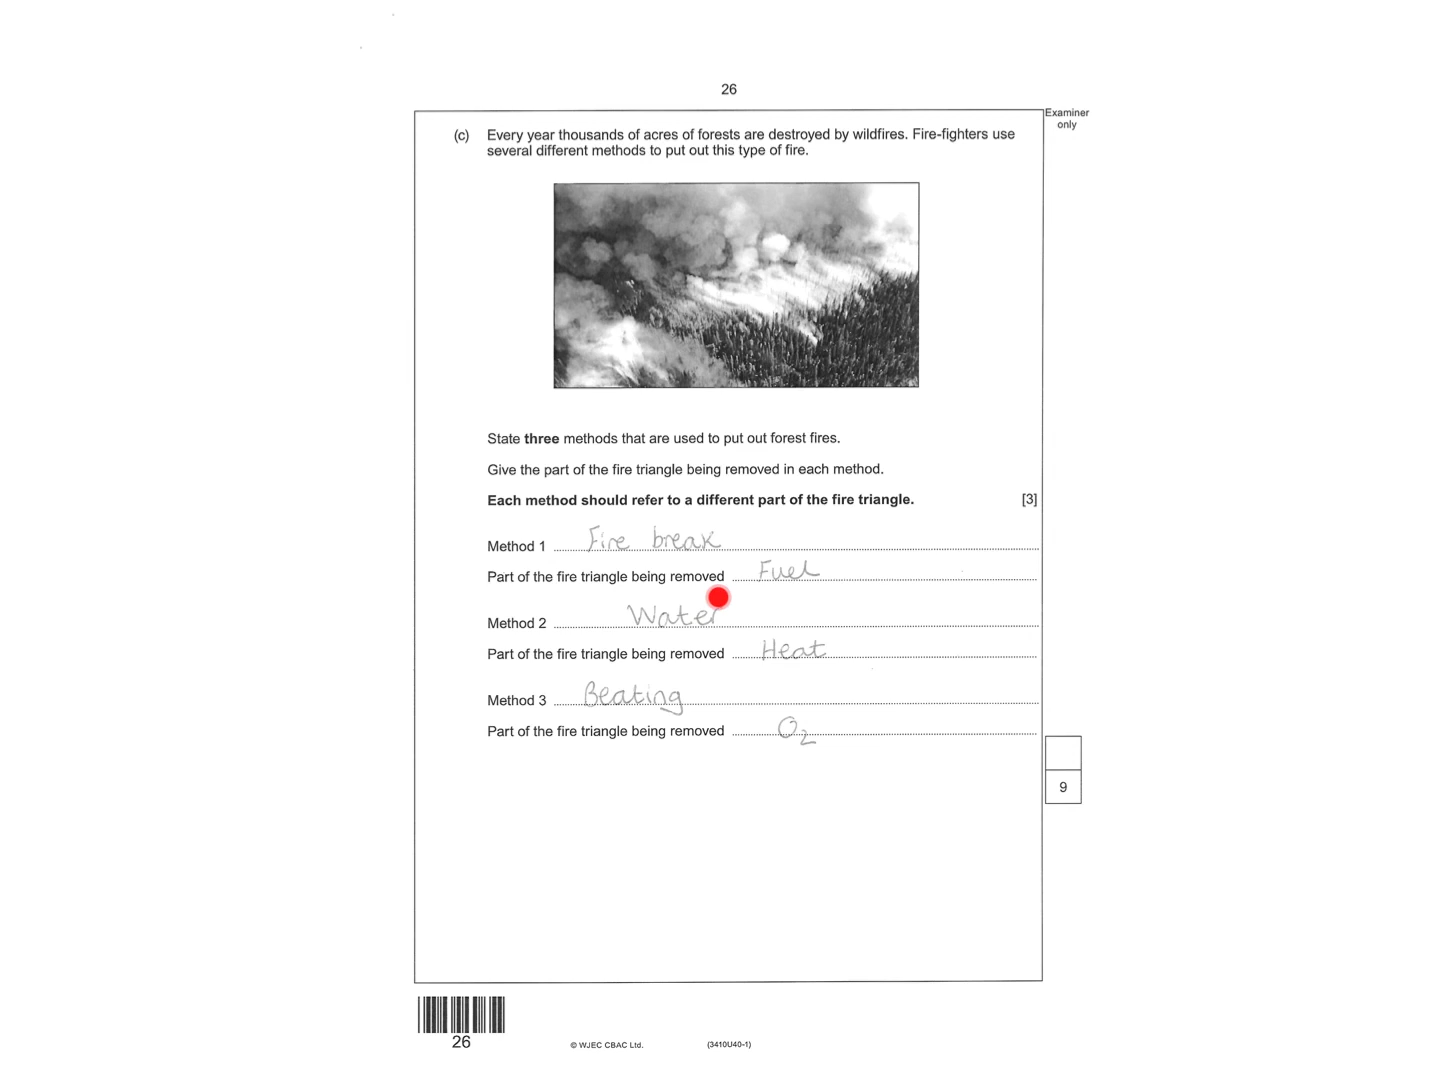 26
Examiner
only
(c) Every year thousands of acres of forests are destroyed by wildfires. Fire-fighters use
several different methods to put out this type of fire.
State three methods that are used to put out forest fires.
Give the part of the fire triangle being removed in each method.
Each method should refer to a different part of the fire triangle. [3]
Method 1 Fire break
Part of the fire triangle being removed Fuel
Method 2 Water
Part of the fire triangle being removed Heat
Method 3 Beating
Part of the fire triangle being removed O₂
9
26
© WJEC CBAC Ltd. (3410U40-1)